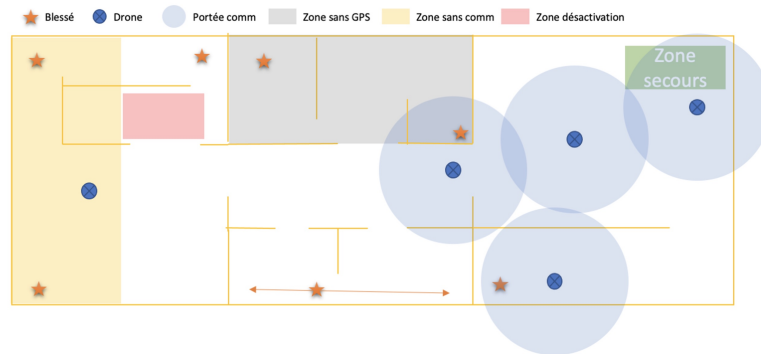 Blessé
Drone
Portée comm
Zone sans GPS
Zone sans comm
Zone désactivation
Zone
secours